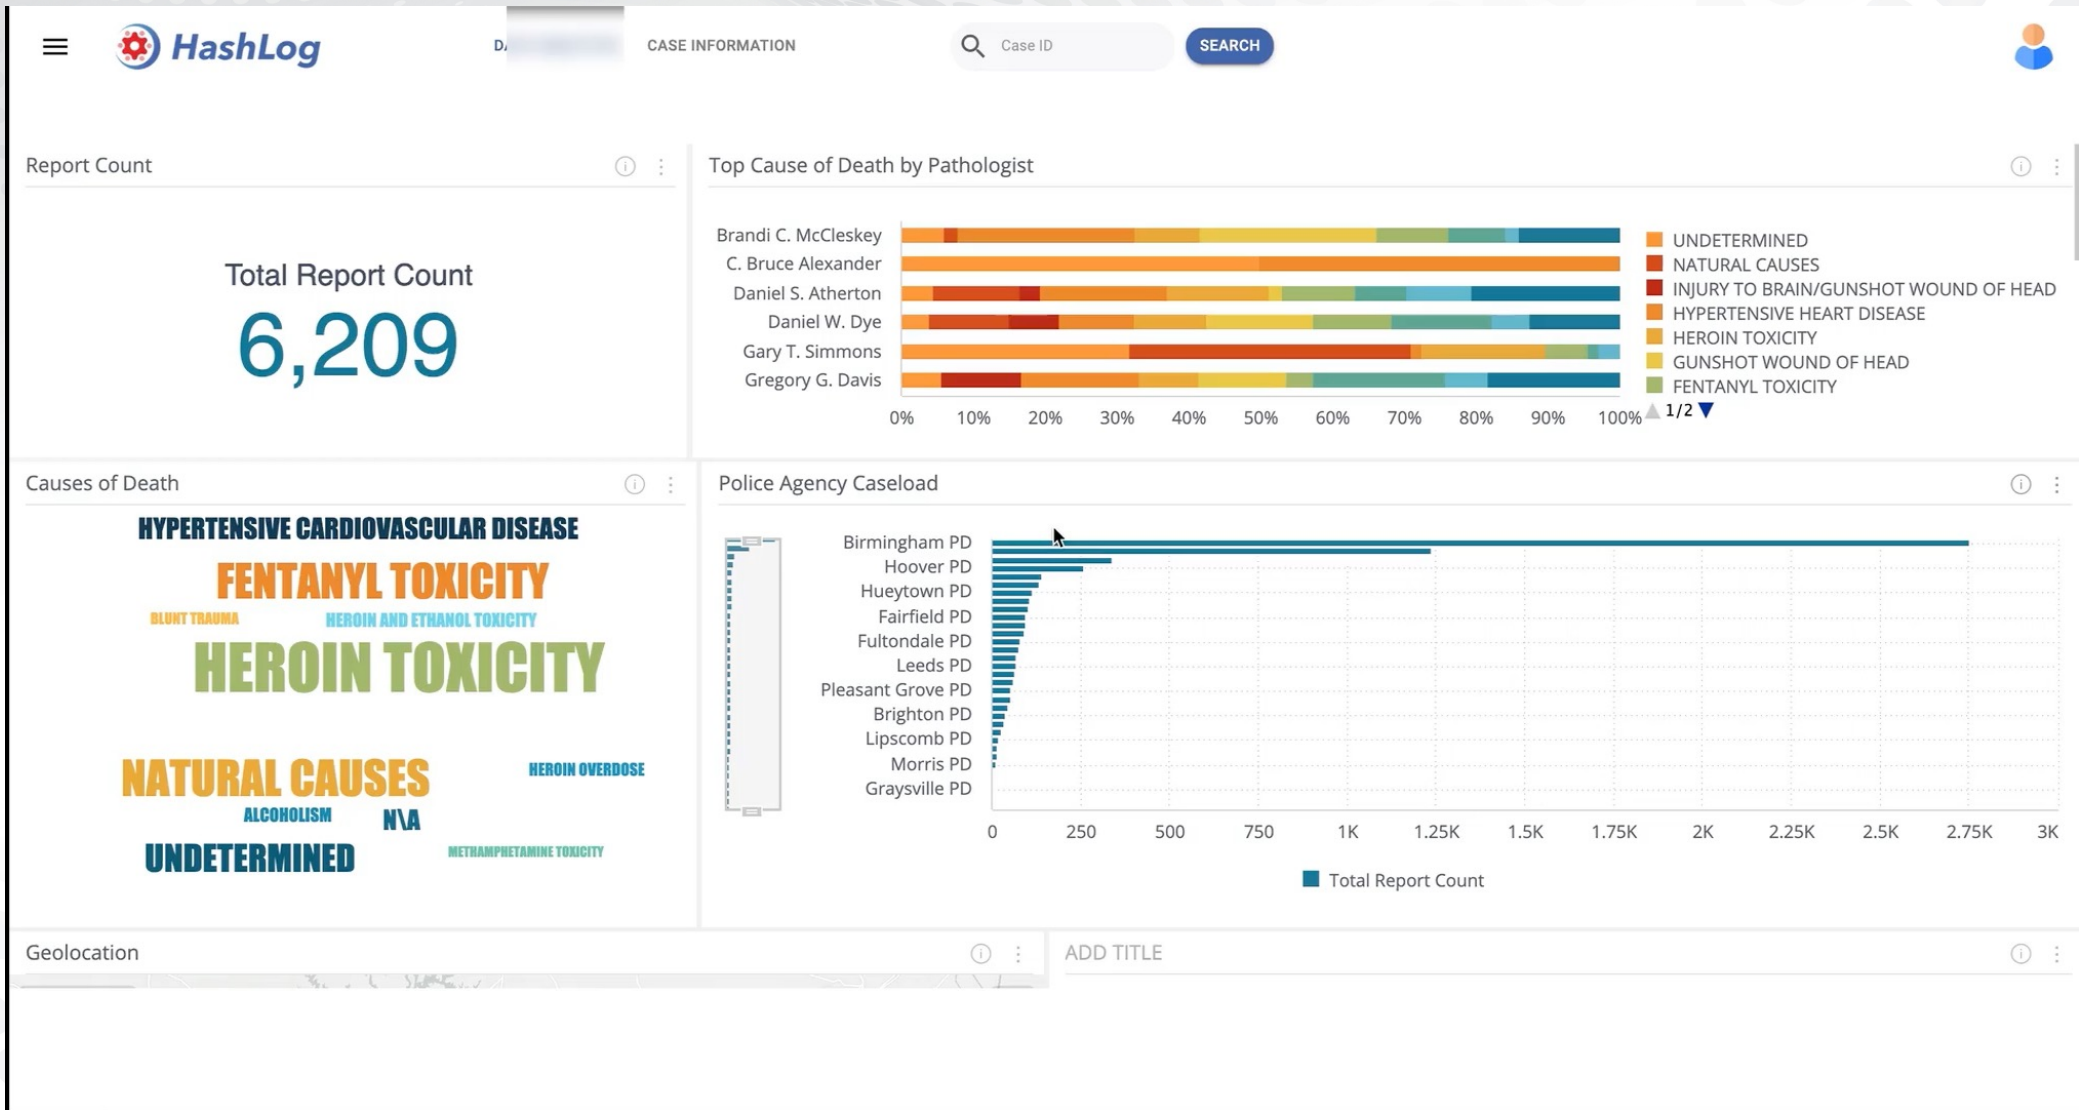 HashLog
CASE INFORMATION
Case ID
SEARCH
Report Count
Total Report Count
6,209
Top Cause of Death by Pathologist
Brandi C. McCleskey
C. Bruce Alexander
Daniel S. Atherton
Daniel W. Dye
Gary T. Simmons
Gregory G. Davis
0% 10% 20% 30% 40% 50% 60% 70% 80% 90% 100%
UNDETERMINED
NATURAL CAUSES
INJURY TO BRAIN/GUNSHOT WOUND OF HEAD
HYPERTENSIVE HEART DISEASE
HEROIN TOXICITY
GUNSHOT WOUND OF HEAD
FENTANYL TOXICITY
1/2
Causes of Death
HYPERTENSIVE CARDIOVASCULAR DISEASE
FENTANYL TOXICITY
BLUNT TRAUMA
HEROIN AND ETHANOL TOXICITY
HEROIN TOXICITY
NATURAL CAUSES
HEROIN OVERDOSE
ALCOHOLISM
N\A
UNDETERMINED
METHAMPHETAMINE TOXICITY
Police Agency Caseload
Birmingham PD
Hoover PD
Hueytown PD
Fairfield PD
Fultondale PD
Leeds PD
Pleasant Grove PD
Brighton PD
Lipscomb PD
Morris PD
Graysville PD
0 250 500 750 1K 1.25K 1.5K 1.75K 2K 2.25K 2.5K 2.75K 3K
Total Report Count
Geolocation
ADD TITLE